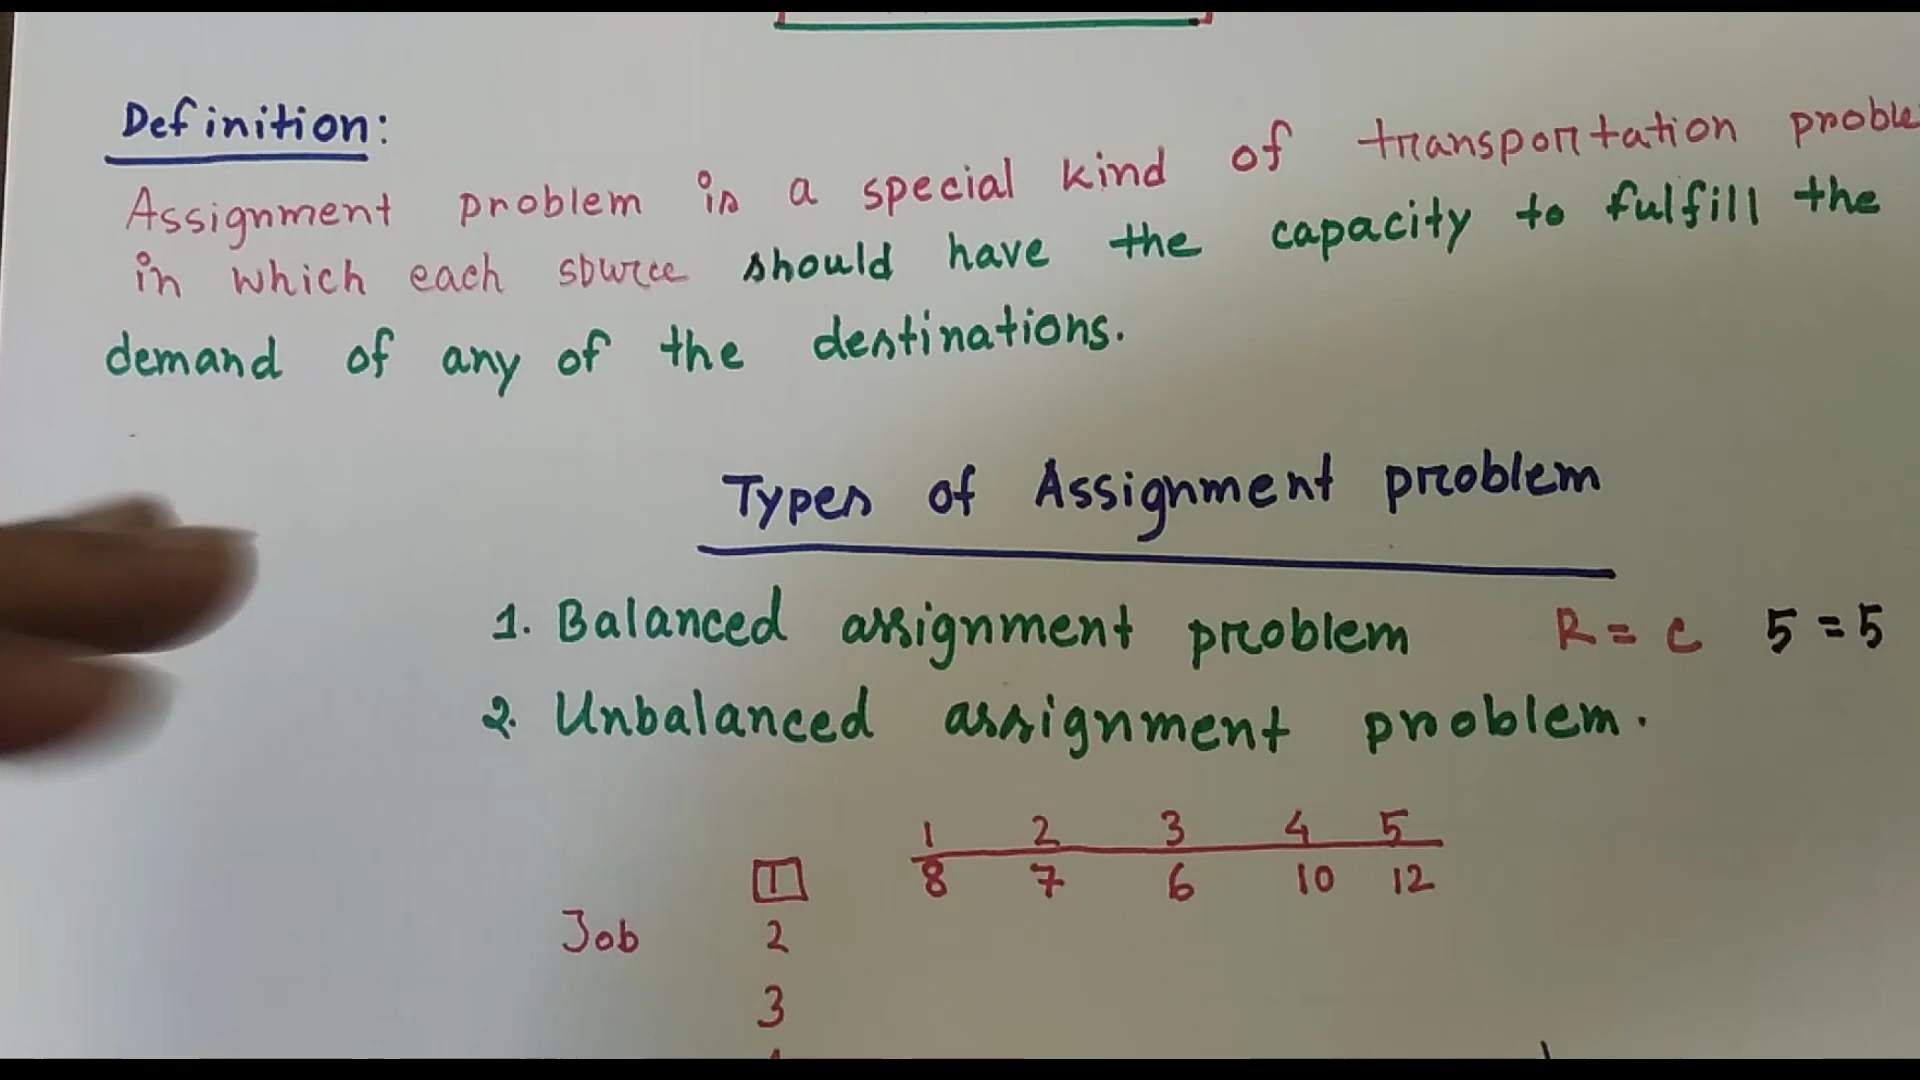 Definition:
Assignment problem is a special kind of transportation
in which each source should have the capacity to fulfill the
demand of any of the destinations.
Types of Assignment problem
1. Balanced assignment problem R = c 5 = 5
2. Unbalanced assignment problem.
1 2 3 4 5
1 8 7 6 10 12
Job 2
3